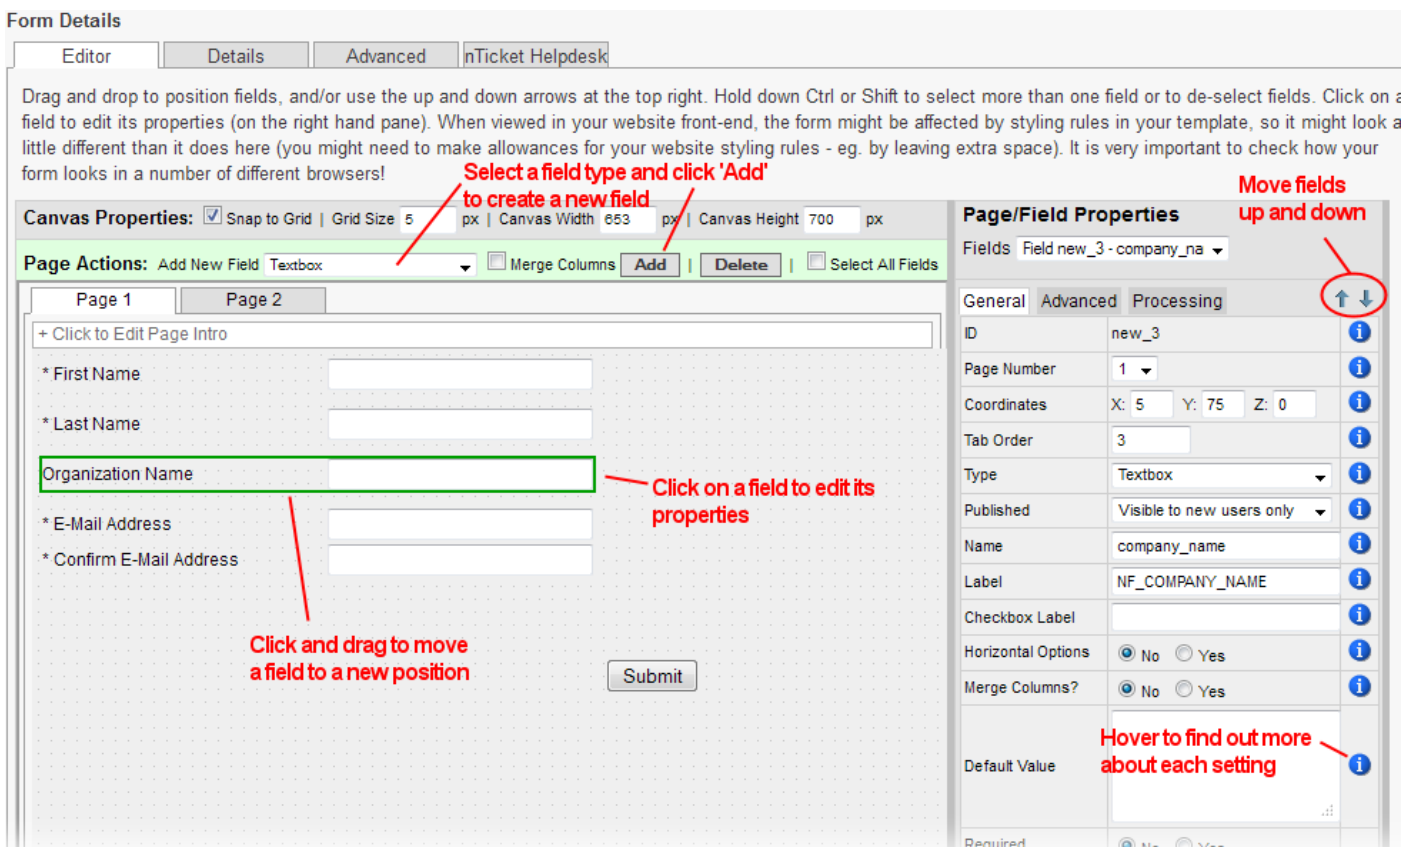 Form Details
Editor
Details
Advanced
nTicket Helpdesk
Drag and drop to position fields, and/or use the up and down arrows at the top right. Hold down Ctrl or Shift to select more than one field or to de-select fields. Click on a
field to edit its properties (on the right hand pane). When viewed in your website front-end, the form might be affected by styling rules in your template, so it might look a
little different than it does here (you might need to make allowances for your website styling rules - eg. by leaving extra space). It is very important to check how your
form looks in a number of different browsers!
Select a field type and click 'Add'
to create a new field
Move fields
up and down
Canvas Properties: Snap to Grid | Grid Size 5 px | Canvas Width 653 px | Canvas Height 700 px
Page Actions: Add New Field Textbox Merge Columns Add | Delete | Select All Fields
Page 1
Page 2
+ Click to Edit Page Intro
* First Name
* Last Name
Organization Name
Click on a field to edit its
properties
* E-Mail Address
* Confirm E-Mail Address
Click and drag to move
a field to a new position
Submit
Page/Field Properties
Fields Field new_3 - company_na
General Advanced Processing
ID new_3
Page Number 1
Coordinates X: 5 Y: 75 Z: 0
Tab Order 3
Type Textbox
Published Visible to new users only
Name company_name
Label NF_COMPANY_NAME
Checkbox Label
Horizontal Options No Yes
Merge Columns? No Yes
Hover to find out more
about each setting
Default Value
Required No Yes